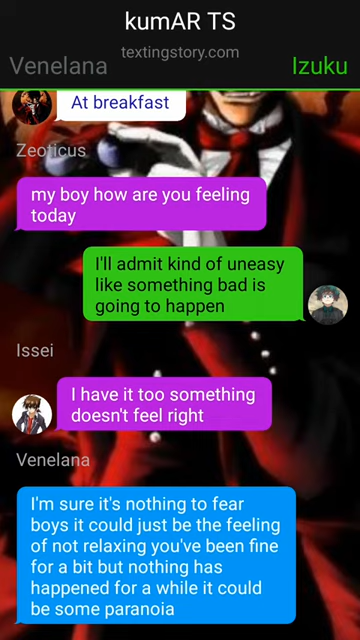 kumAR TS
textingstory.com
Venelana
Izuku
At breakfast
Zeoticus
my boy how are you feeling
today
I'll admit kind of uneasy
like something bad is
going to happen
Issei
I have it too something
doesn't feel right
Venelana
I'm sure it's nothing to fear
boys it could just be the feeling
of not relaxing you've been fine
for a bit but nothing has
happened for a while it could
be some paranoia